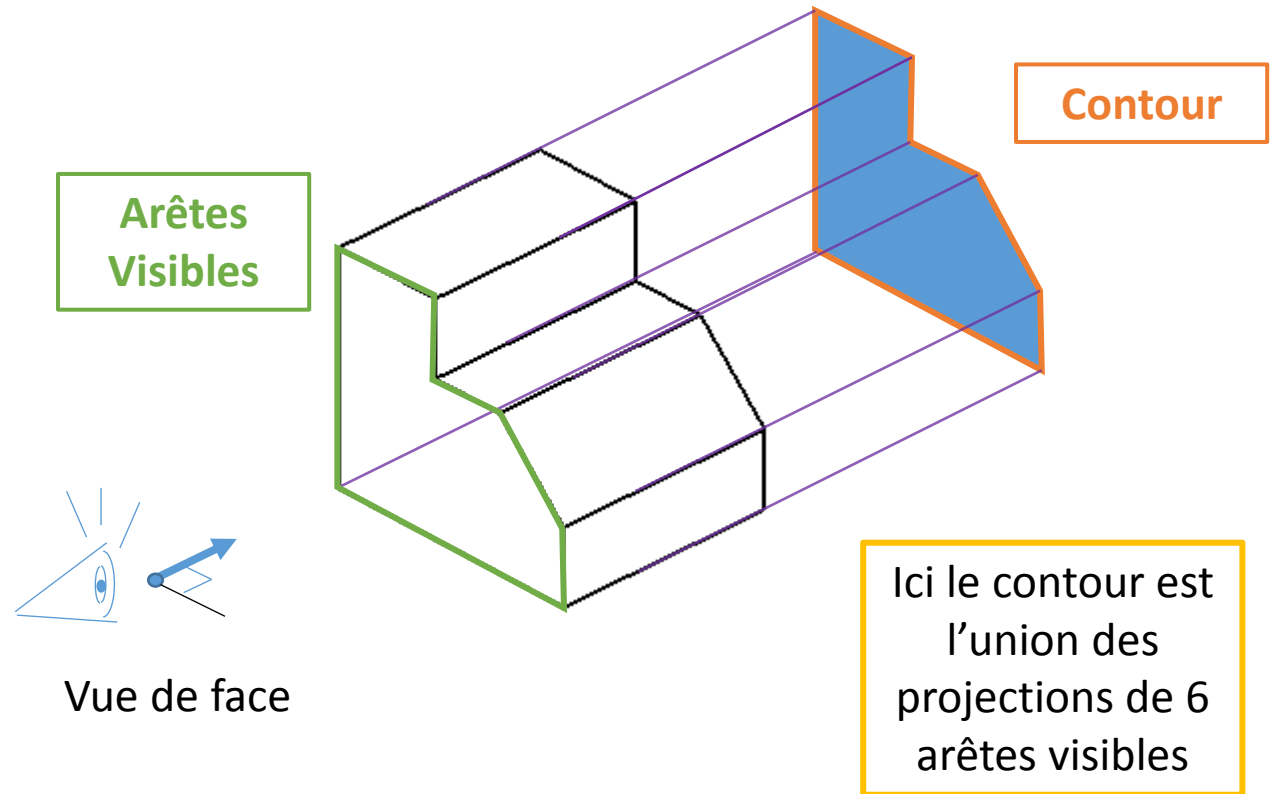 Contour
Arêtes
Visibles
Vue de face
Ici le contour est
l’union des
projections de 6
arêtes visibles